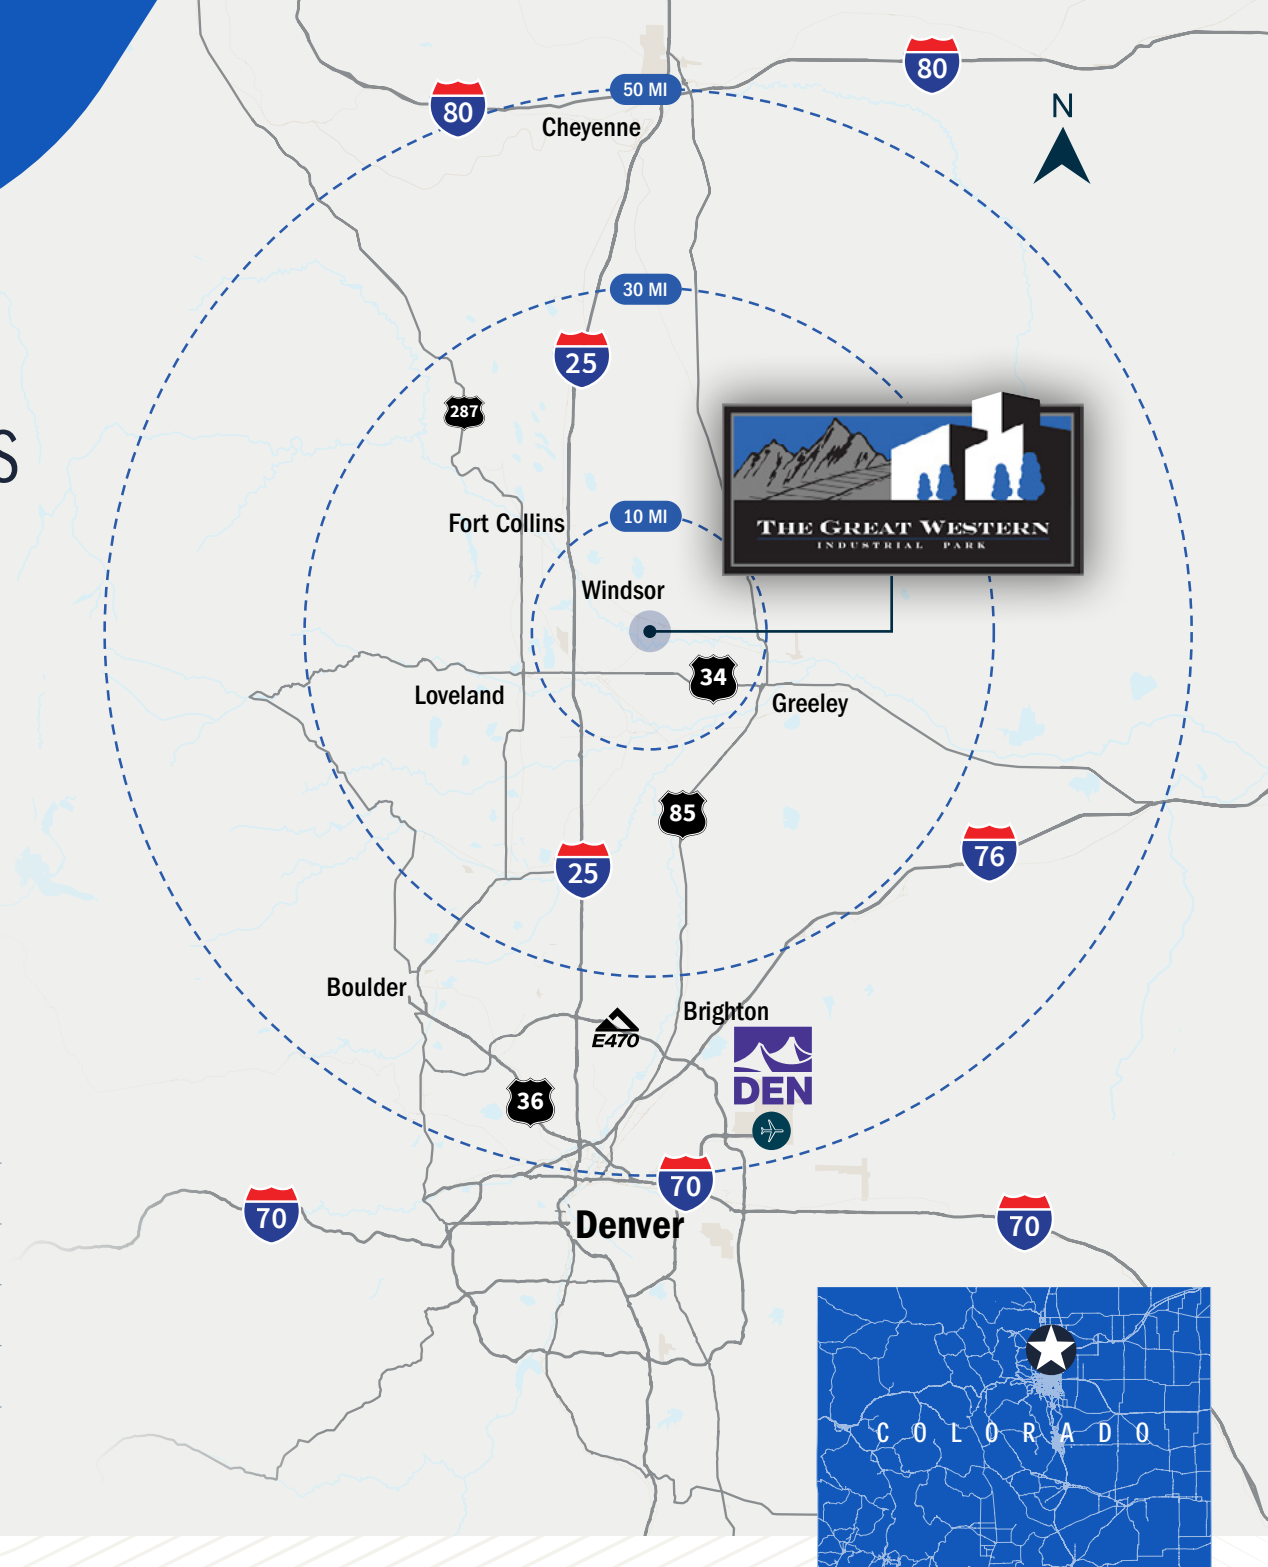 80
50 MI
80
Cheyenne
N
30 MI
25
287
S
10 MI
Fort Collins
THE GREAT WESTERN
INDUSTRIAL PARK
Windsor
34
Loveland
Greeley
85
76
25
Boulder
Brighton
E470
DEN
36
70
70
70
Denver
COLORADO